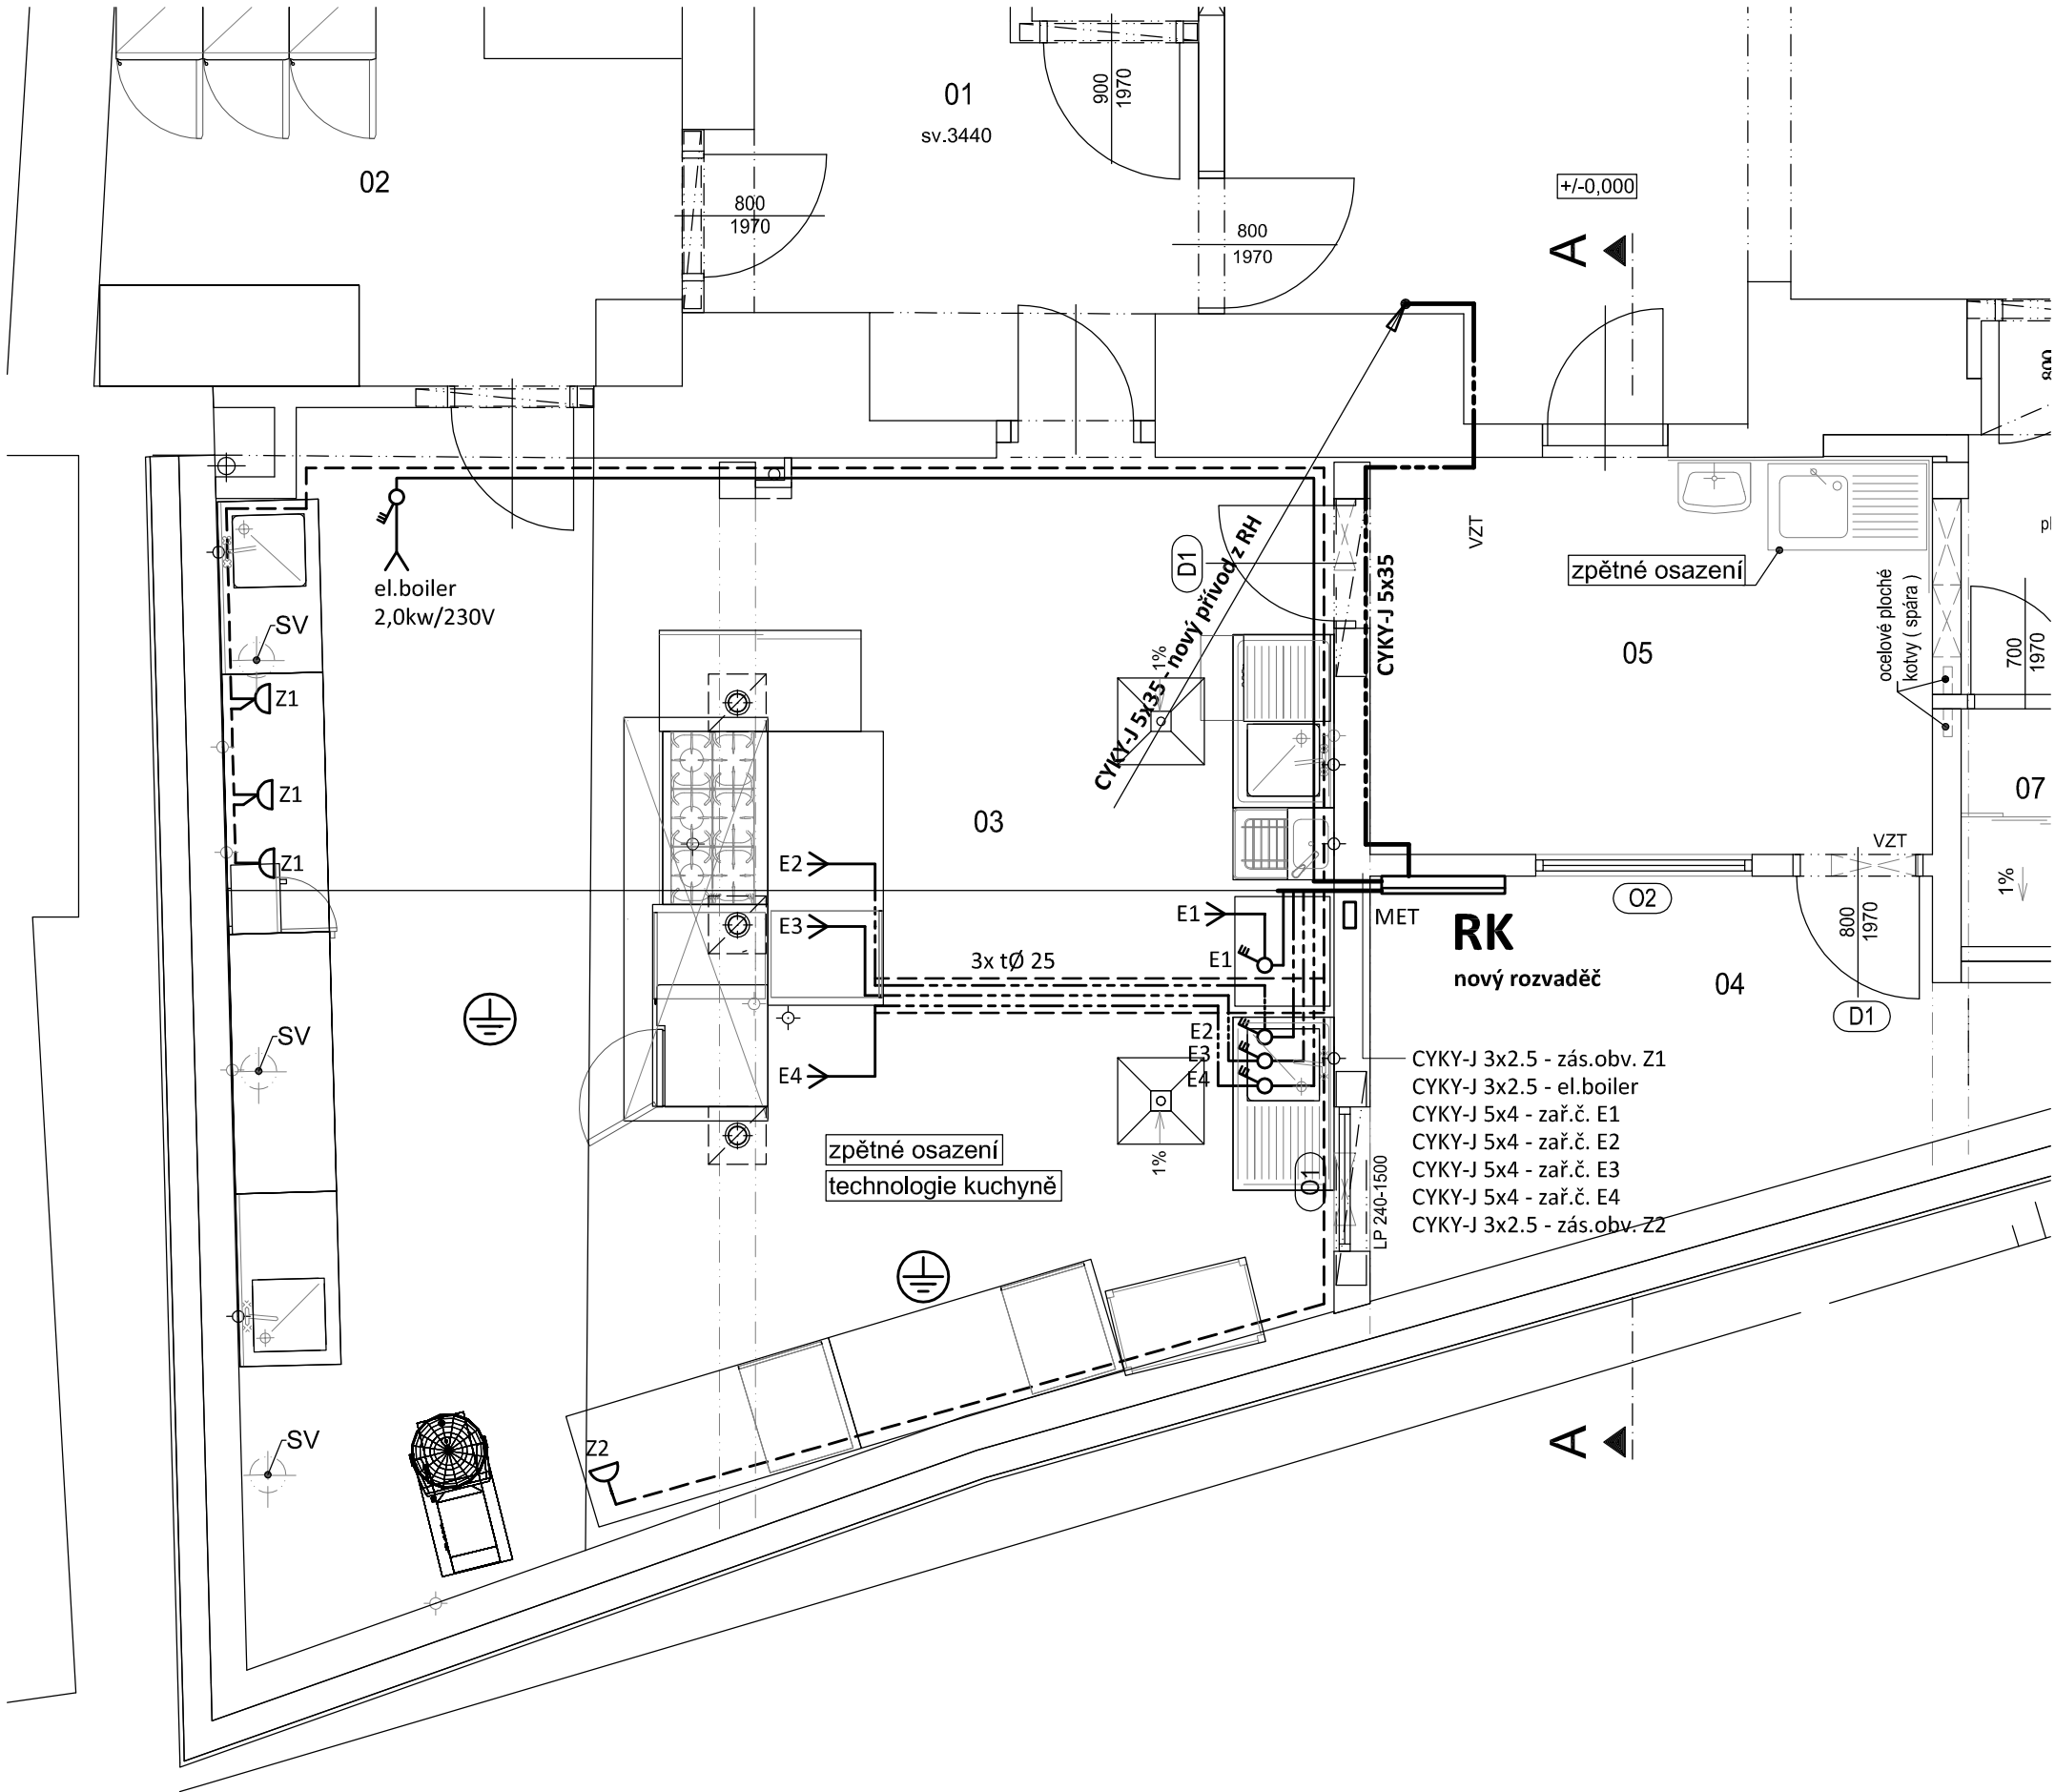 01
sv.3440
900
1970
02
800
1970
800
1970
+/-0,000
A
800
el.boiler
2,0kw/230V
SV
D1
CYKY-J 5x35 - nový přívod z RH
CYKY-J 5x35
VZT
zpětné osazení
ocelové ploché
kotvy ( spára )
05
700
1970
Z1
Z1
Z1
1%
03
07
VZT
1%
E2
E3
E1
E1
MET
RK
nový rozvaděč
O2
800
1970
04
D1
3x tØ 25
SV
E4
E2
E3
E4
CYKY-J 3x2.5 - zás.obv. Z1
CYKY-J 3x2.5 - el.boiler
CYKY-J 5x4 - zař.č. E1
CYKY-J 5x4 - zař.č. E2
CYKY-J 5x4 - zař.č. E3
CYKY-J 5x4 - zař.č. E4
CYKY-J 3x2.5 - zás.obv. Z2
zpětné osazení
technologie kuchyně
1%
O1
LP 240-1500
SV
Z2
A